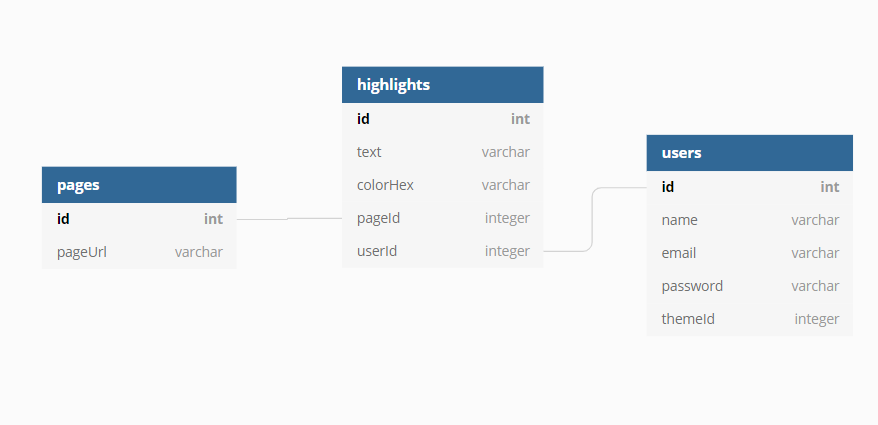 pages
id int
pageUrl varchar
highlights
id int
text varchar
colorHex varchar
pageId integer
userId integer
users
id int
name varchar
email varchar
password varchar
themeId integer